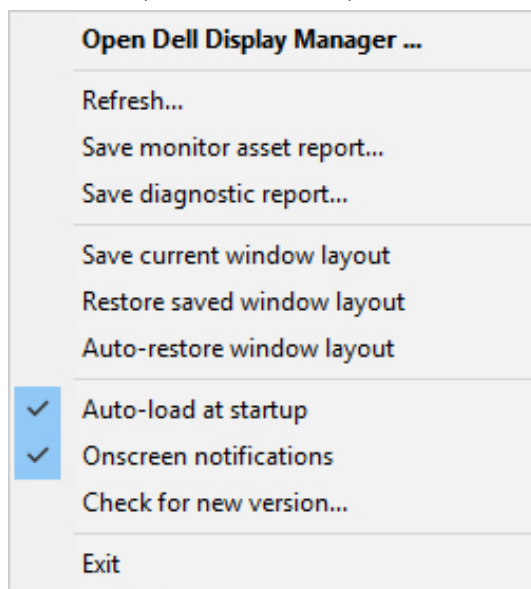 Open Dell Display Manager ...
Refresh...
Save monitor asset report...
Save diagnostic report...
Save current window layout
Restore saved window layout
Auto-restore window layout
Auto-load at startup
Onscreen notifications
Check for new version...
Exit